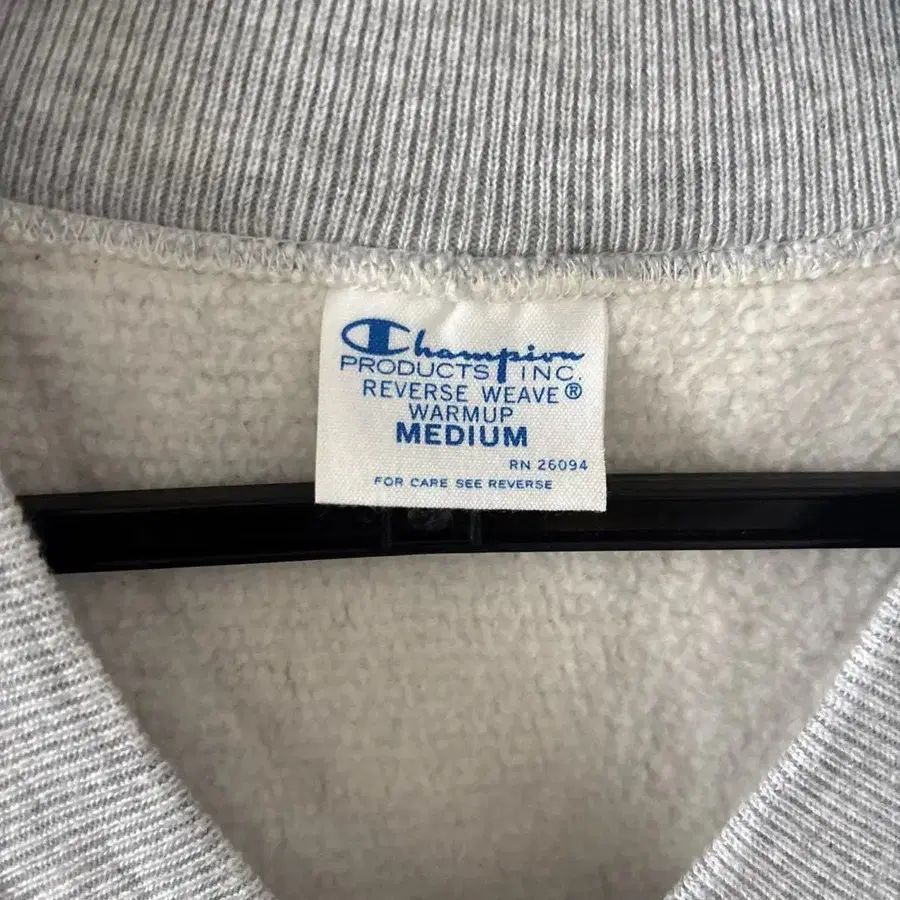 Champion
PRODUCTS INC.
REVERSE WEAVE ®
WARMUP
MEDIUM
RN 26094
FOR CARE SEE REVERSE